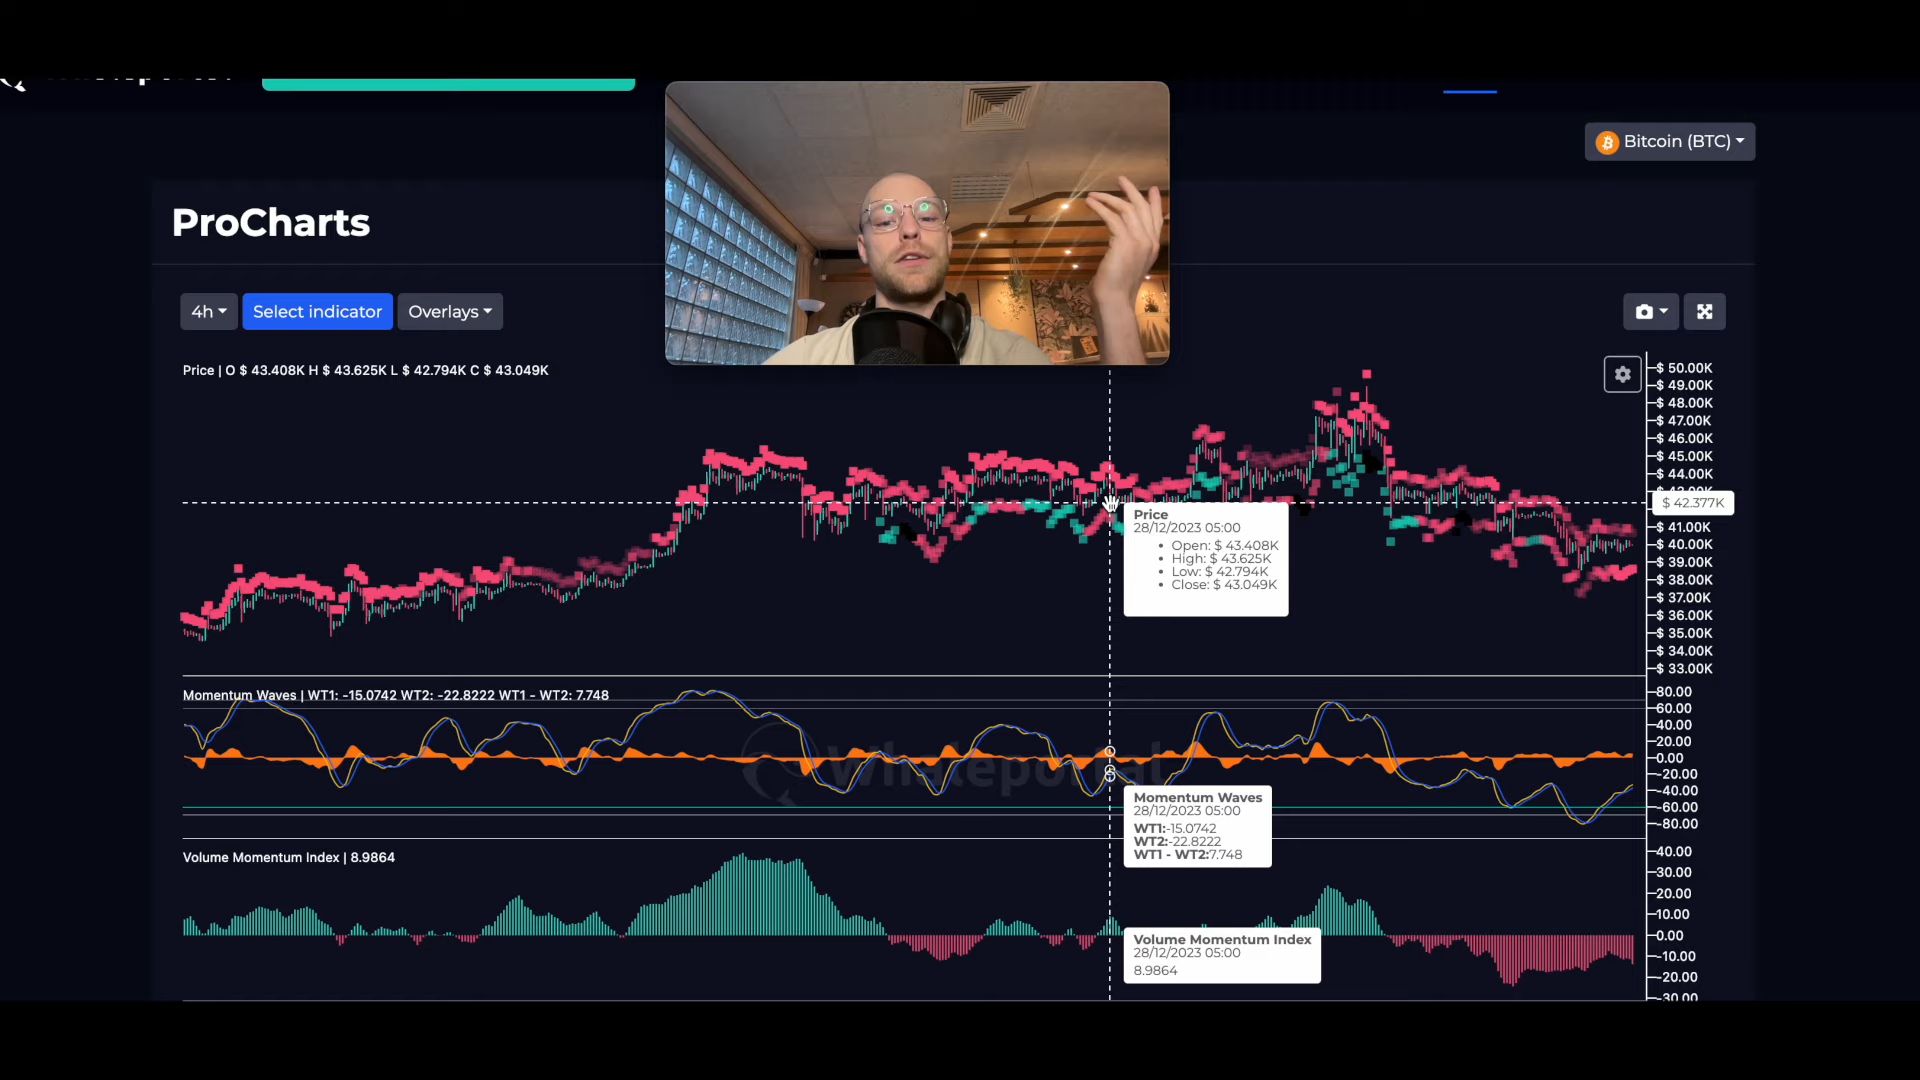 Bitcoin (BTC)
ProCharts
4h
Select indicator
Overlays
Price | O $ 43.408K H $ 43.625K L $ 42.794K C $ 43.049K
$ 50.00K
$ 49.00K
$ 48.00K
$ 47.00K
$ 46.00K
$ 45.00K
$ 44.00K
$ 42.377K
$ 41.00K
$ 40.00K
$ 39.00K
$ 38.00K
$ 37.00K
$ 36.00K
$ 35.00K
$ 34.00K
$ 33.00K
Price
28/12/2023 05:00
• Open: $ 43.408K
• High: $ 43.625K
• Low: $ 42.794K
• Close: $ 43.049K
Momentum Waves | WT1: -15.0742 WT2: -22.8222 WT1 - WT2: 7.748
80.00
60.00
40.00
20.00
0.00
-20.00
-40.00
-60.00
-80.00
Whaleportal
Momentum Waves
28/12/2023 05:00
WT1:-15.0742
WT2:-22.8222
WT1 - WT2:7.748
Volume Momentum Index | 8.9864
40.00
30.00
20.00
10.00
0.00
-10.00
-20.00
-30.00
Volume Momentum Index
28/12/2023 05:00
8.9864